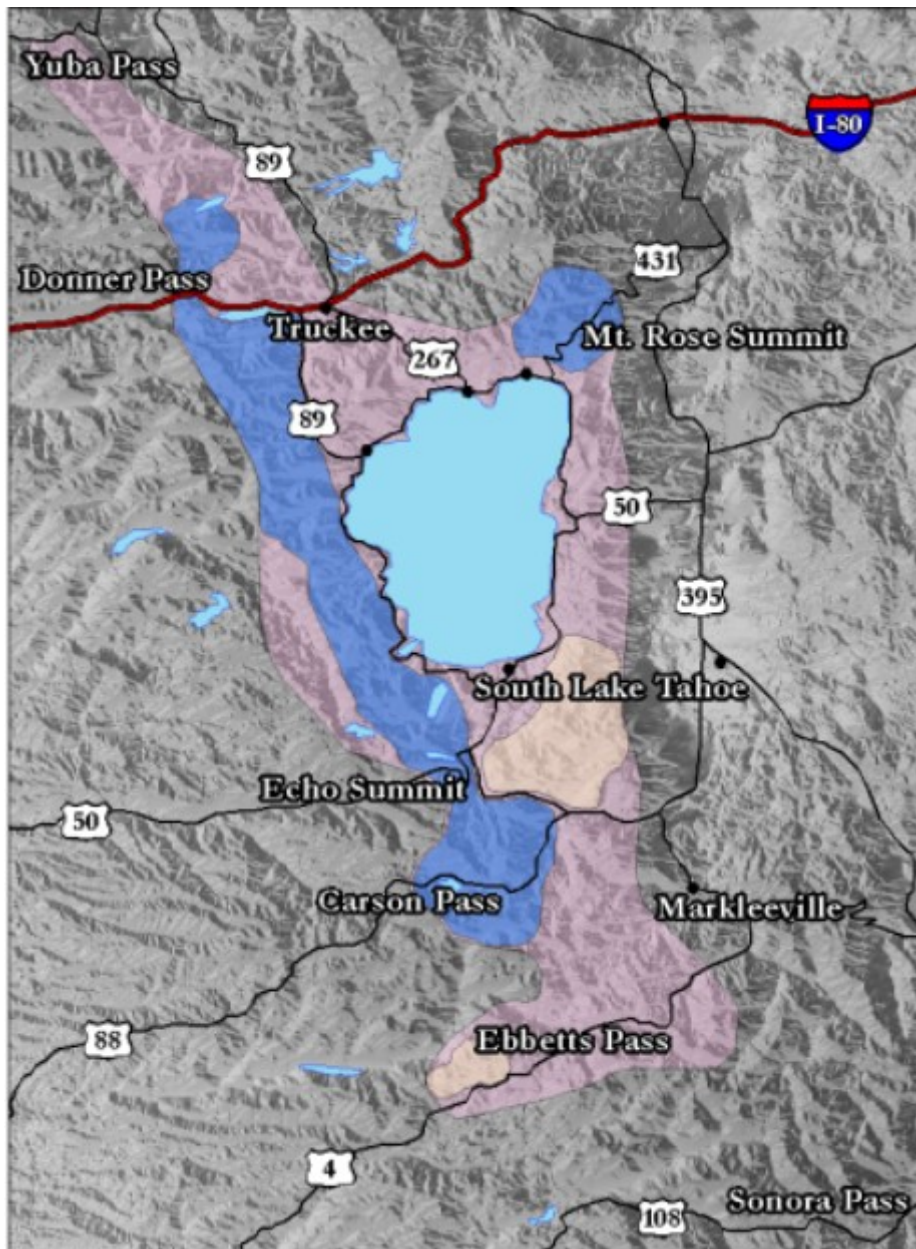 Yuba Pass
I-80
89
431
Donner Pass
Truckee
Mt. Rose Summit
267
89
50
395
South Lake Tahoe
Echo Summit
50
Carson Pass
Markleeville
88
Ebbetts Pass
4
Sonora Pass
108